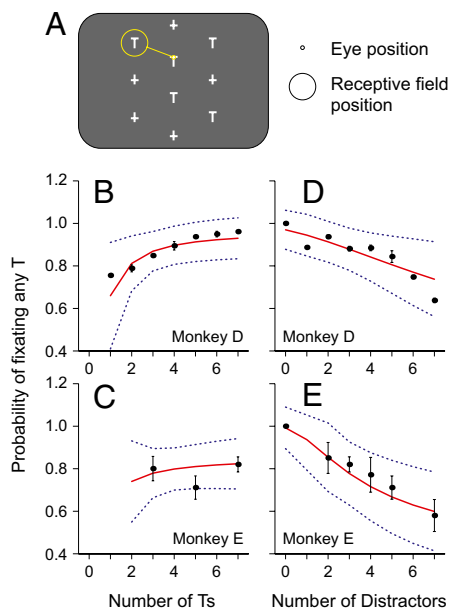 A
T
T
T
T
T
T
Eye position
Receptive field
position
Probability of fixating any T
B
1.2
1.0
0.8
0.6
0.4
0 2 4 6
Monkey D
D
0 2 4 6
Monkey D
C
1.2
1.0
0.8
0.6
0.4
0 2 4 6
Monkey E
Number of Ts
E
0 2 4 6
Monkey E
Number of Distractors